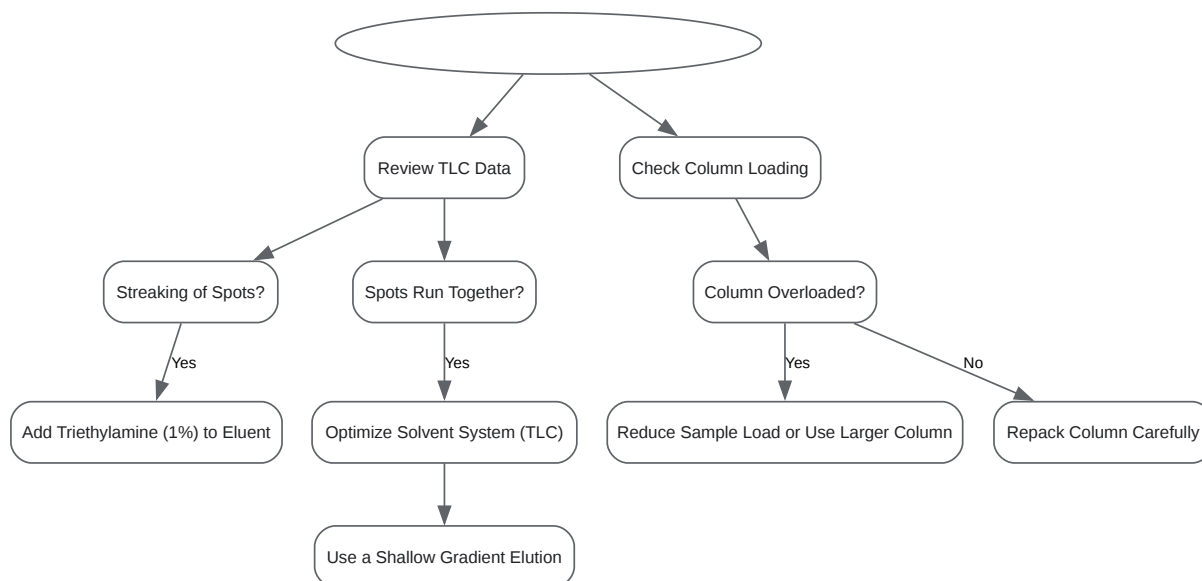 Review TLC Data
Check Column Loading
Streaking of Spots?
Spots Run Together?
Column Overloaded?
Yes
Yes
Yes
No
Add Triethylamine (1%) to Eluent
Optimize Solvent System (TLC)
Reduce Sample Load or Use Larger Column
Repack Column Carefully
Use a Shallow Gradient Elution